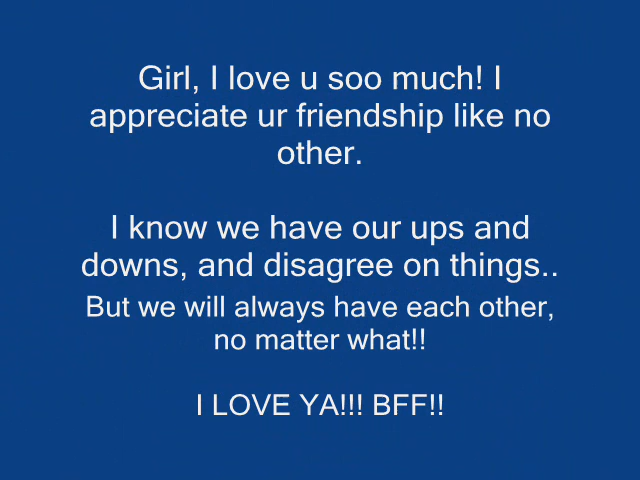 Girl, I love u soo much! I
appreciate ur friendship like no
other.
I know we have our ups and
downs, and disagree on things..
But we will always have each other,
no matter what!!
I LOVE YA!!! BFF!!